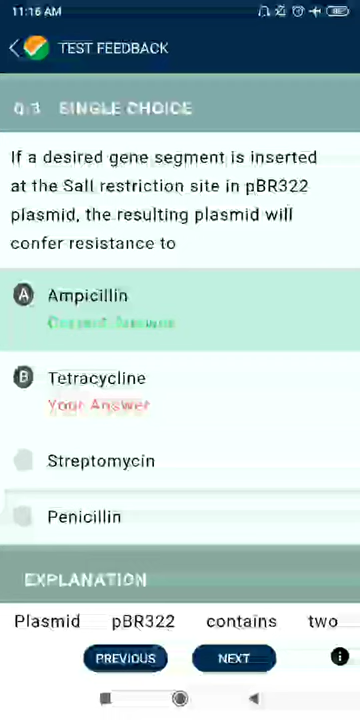 11:16 AM
TEST FEEDBACK
Q.3 SINGLE CHOICE
If a desired gene segment is inserted
at the SalI restriction site in pBR322
plasmid, the resulting plasmid will
confer resistance to
A Ampicillin
Correct Answer
B Tetracycline
Your Answer
Streptomycin
Penicillin
EXPLANATION
Plasmid pBR322 contains two
PREVIOUS NEXT